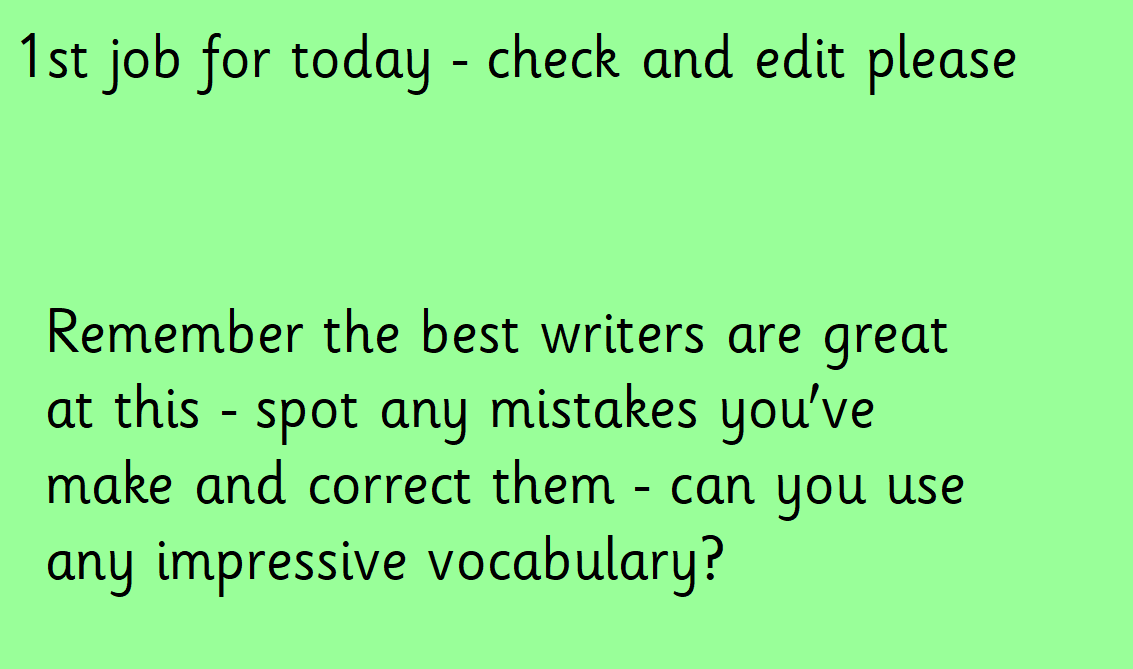 1st job for today - check and edit please
Remember the best writers are great
at this - spot any mistakes you've
make and correct them - can you use
any impressive vocabulary?